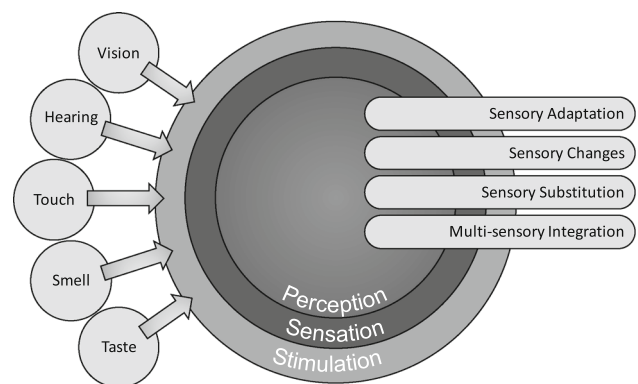 Vision
Hearing
Touch
Smell
Taste
Sensory Adaptation
Sensory Changes
Sensory Substitution
Multi-sensory Integration
Perception
Sensation
Stimulation